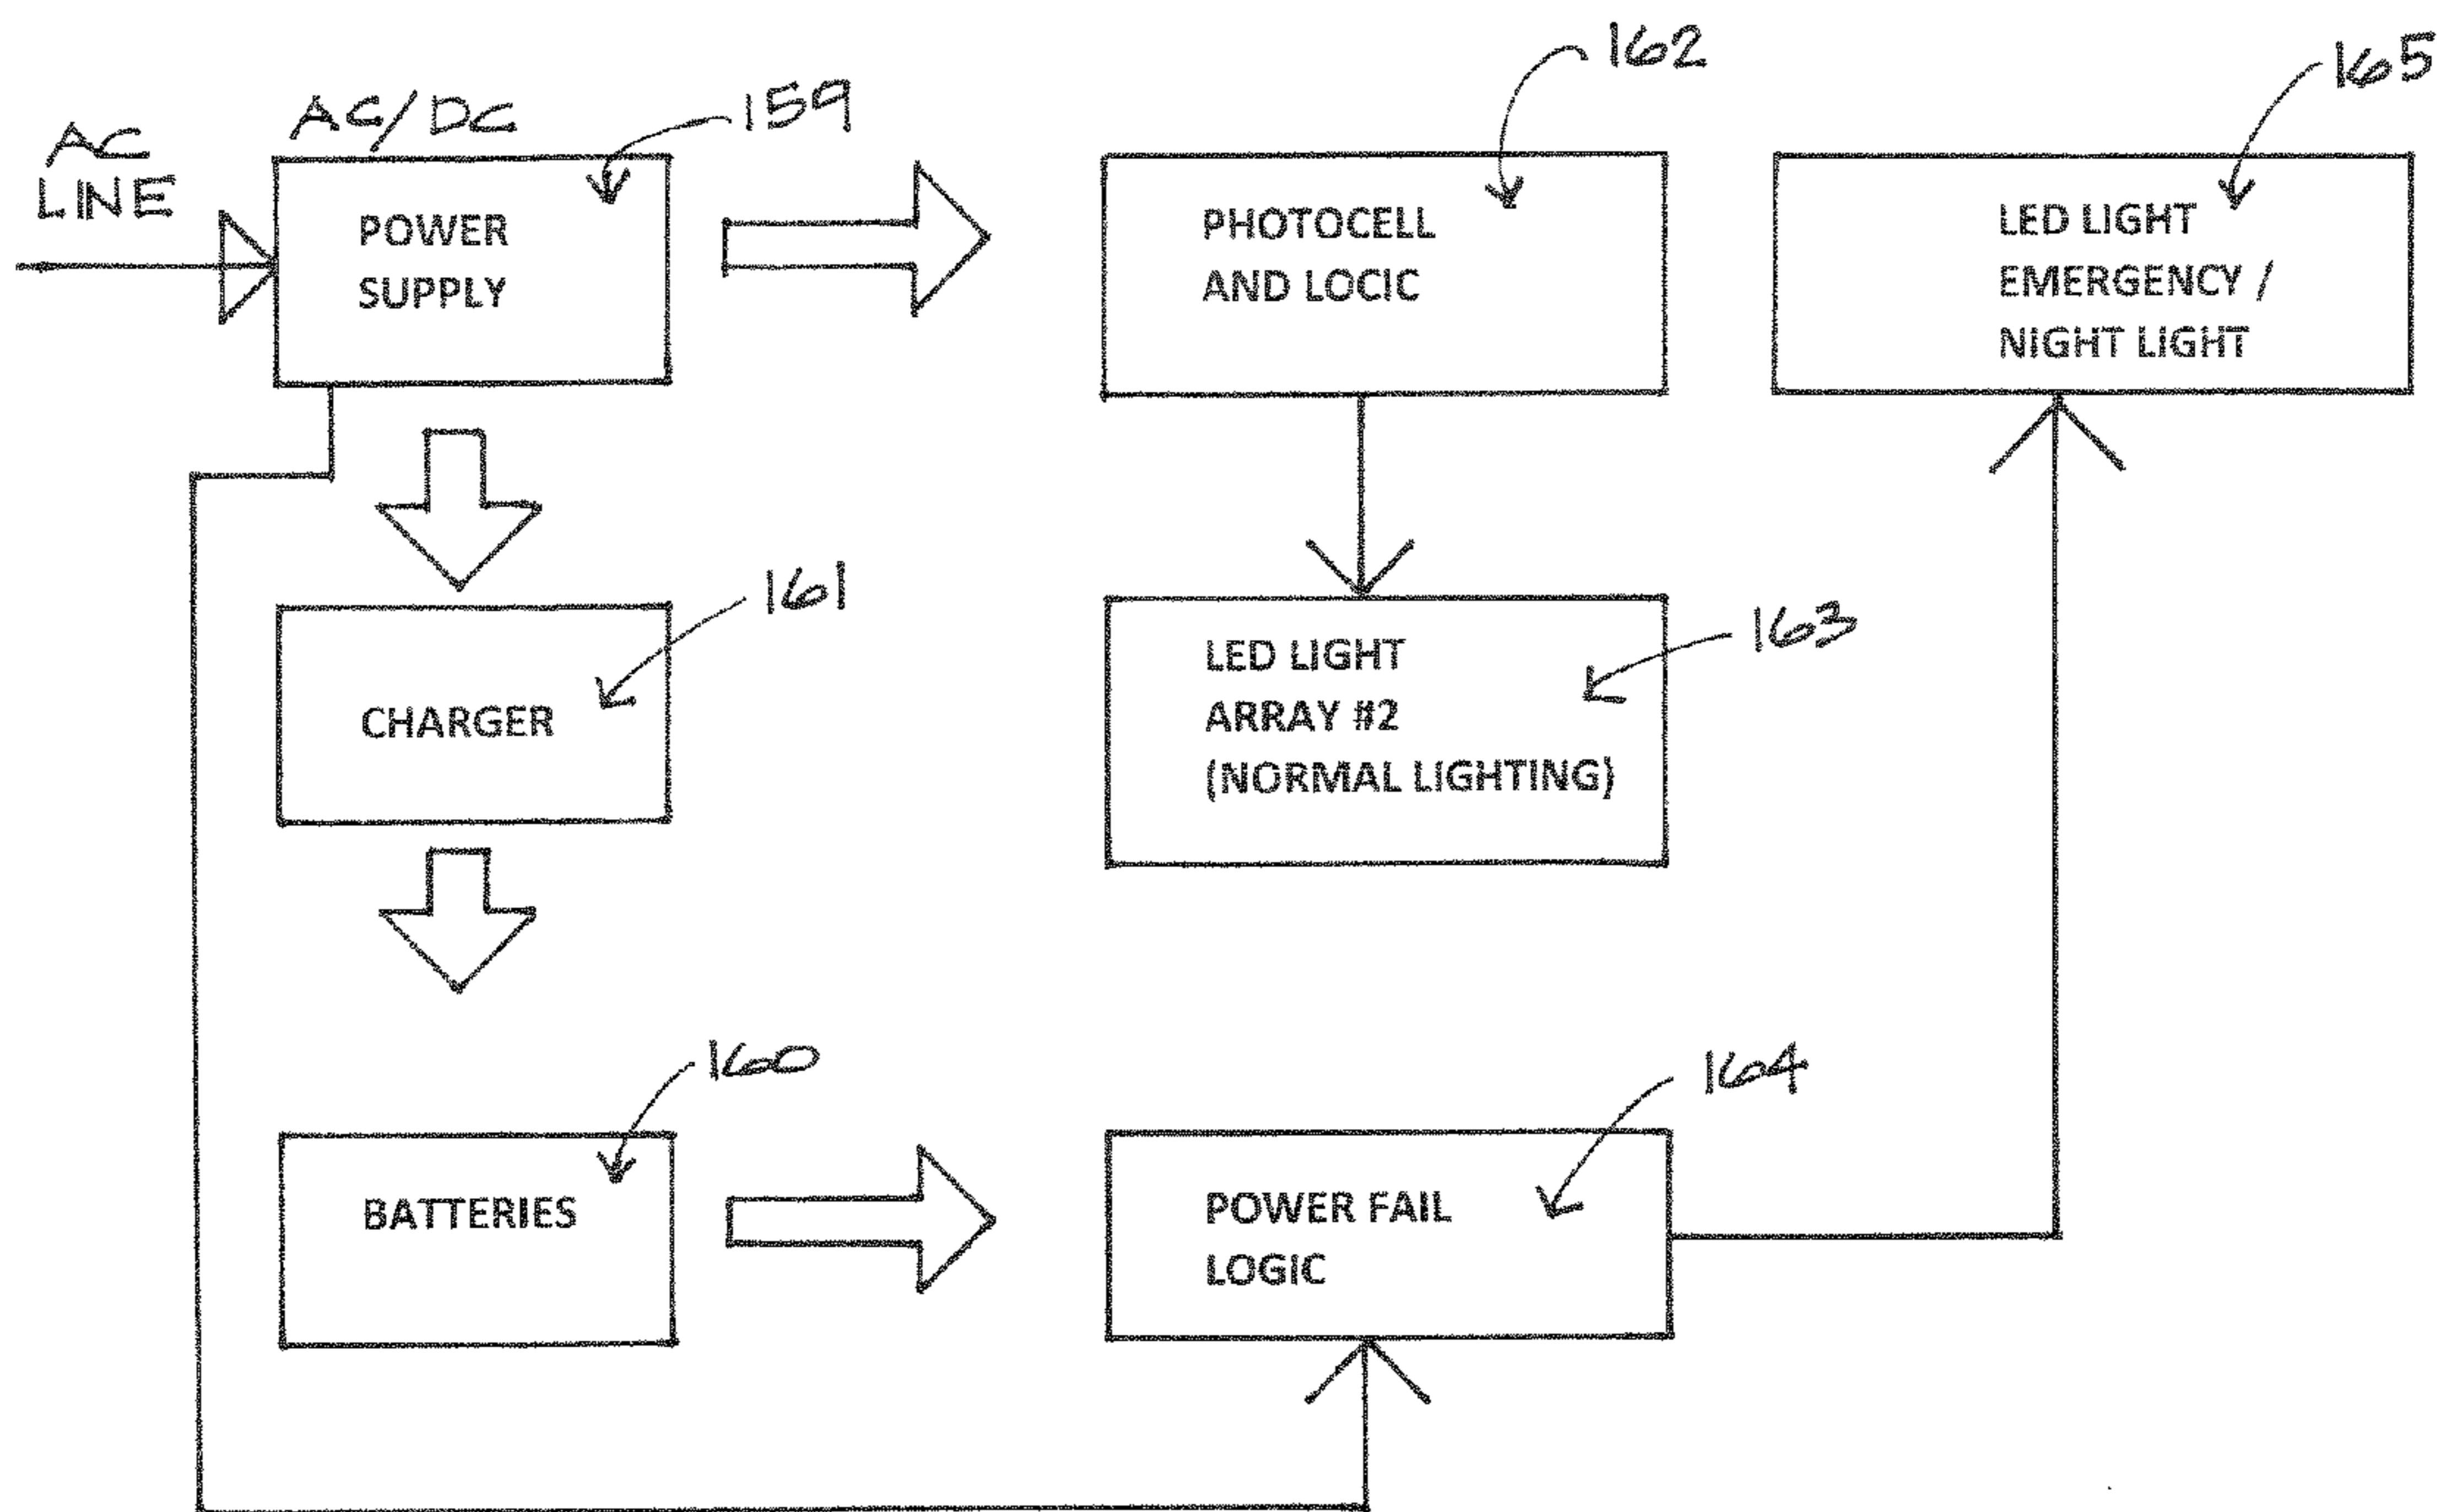 AC
LINE
AC/DC
159
POWER
SUPPLY
162
PHOTOCELL
AND LOCIC
165
LED LIGHT
EMERGENCY /
NIGHT LIGHT
161
CHARGER
163
LED LIGHT
ARRAY #2
(NORMAL LIGHTING)
160
BATTERIES
164
POWER FAIL
LOGIC